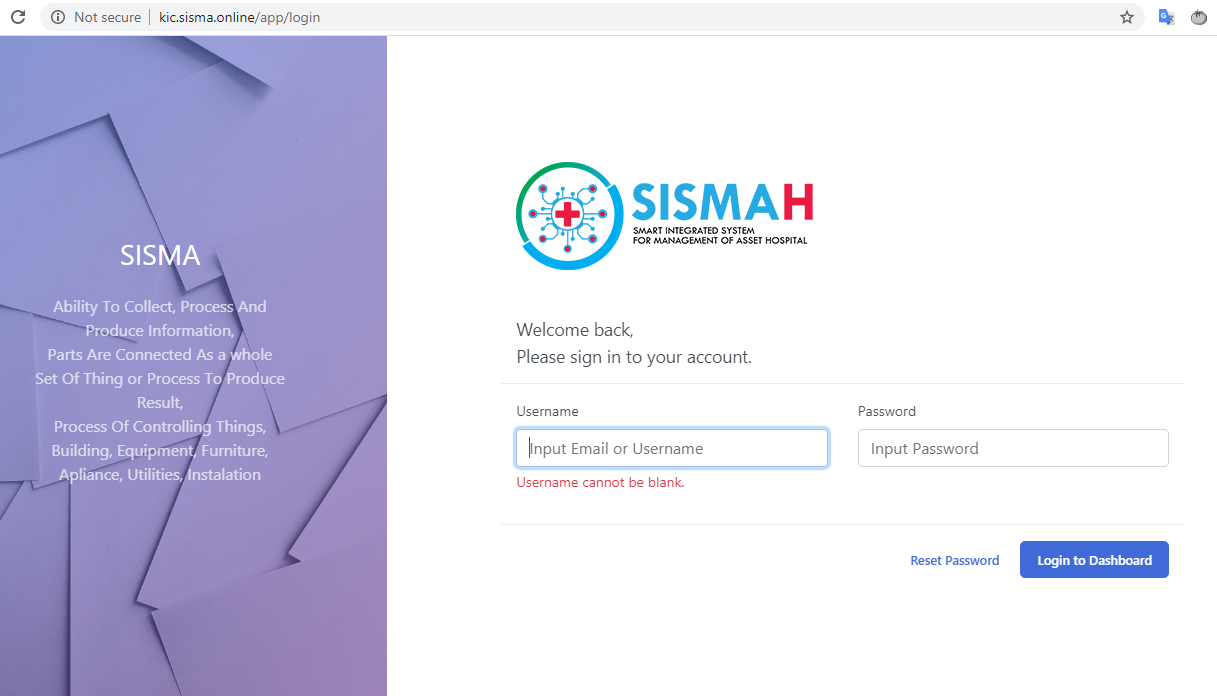 Not secure | kic.sisma.online/app/login
SISMA
Ability To Collect, Process And
Produce Information,
Parts Are Connected As a whole
Set Of Thing or Process To Produce
Result,
Process Of Controlling Things,
Building, Equipment, Furniture,
Apliance, Utilities, Instalation
SISMAH
SMART INTEGRATED SYSTEM
FOR MANAGEMENT OF ASSET HOSPITAL
Welcome back,
Please sign in to your account.
Username
Password
Input Email or Username
Input Password
Username cannot be blank.
Reset Password
Login to Dashboard